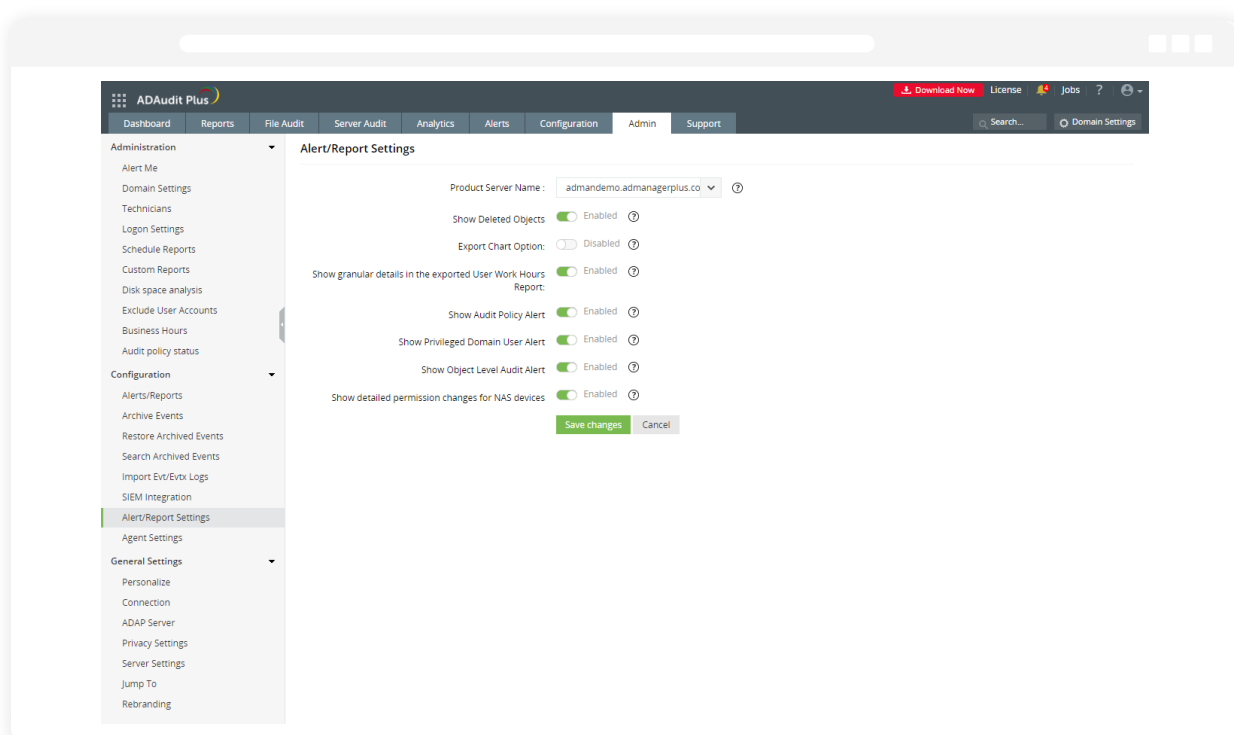 ADAudit Plus
Download Now License 4 Jobs ?
Dashboard Reports File Audit Server Audit Analytics Alerts Configuration Admin Support Search... Domain Settings
Administration
Alert Me
Domain Settings
Technicians
Logon Settings
Schedule Reports
Custom Reports
Disk space analysis
Exclude User Accounts
Business Hours
Audit policy status
Configuration
Alerts/Reports
Archive Events
Restore Archived Events
Search Archived Events
Import Evt/Evtx Logs
SIEM Integration
Alert/Report Settings
Agent Settings
General Settings
Personalize
Connection
ADAP Server
Privacy Settings
Server Settings
Jump To
Rebranding
Alert/Report Settings
Product Server Name : admandemo.admanagerplus.co ?
Show Deleted Objects Enabled ?
Export Chart Option: Disabled ?
Show granular details in the exported User Work Hours Enabled ?
Report:
Show Audit Policy Alert Enabled ?
Show Privileged Domain User Alert Enabled ?
Show Object Level Audit Alert Enabled ?
Show detailed permission changes for NAS devices Enabled ?
Save changes Cancel